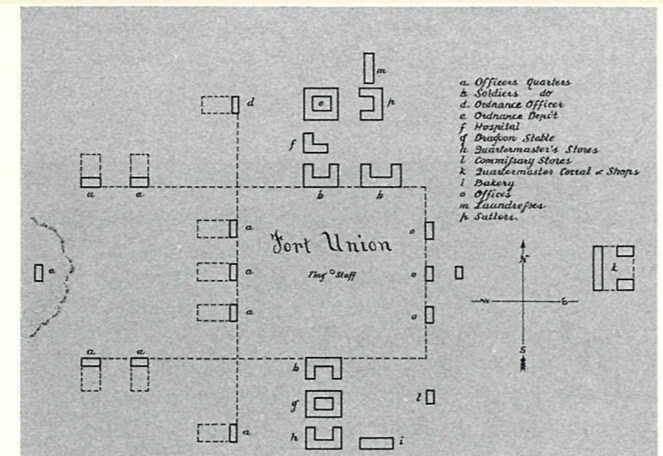 a. Officers Quarters
b. Soldiers do
d. Ordnance Officer
e. Ordnance Depôt
f Hospital
g Dragoon Stable
h Quartermaster's Stores
l Commissary Stores
k Quartermaster Corral & Shops
i Bakery
o Offices
m Laundresses
p Sutlers.
m
d
e
p
f
a
a
b
b
a
o
Fort Union
N
k
a
a
Flag Staff
o
W
E
a
o
S
a
a
b
g
l
a
h
i